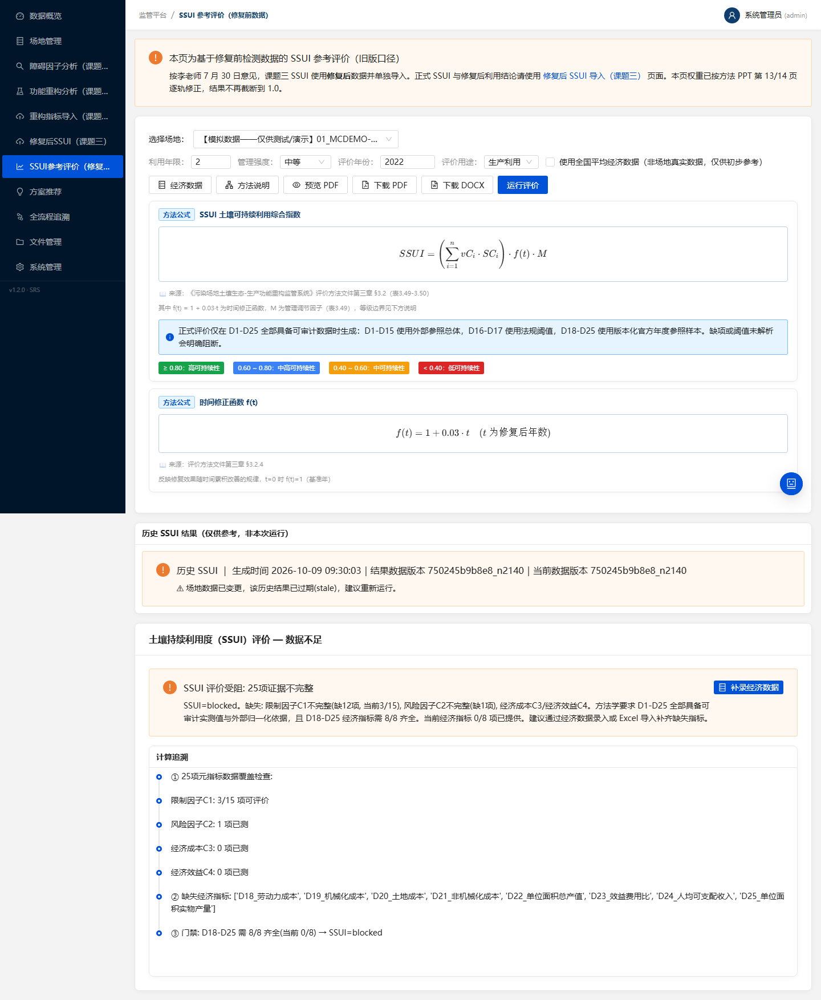 数据概览
场地管理
障碍因子分析（课题...
功能重构分析（课题...
重构指标导入（课题...
修复后SSUI（课题三）
SSUI参考评价（修复...
方案推荐
全流程追溯
文件管理
系统管理
v1.2.0 · SRS
监管平台 / SSUI 参考评价（修复前数据）
系统管理员 (admin)
本页为基于修复前检测数据的 SSUI 参考评价（旧版口径）
按李老师 7 月 30 日意见，课题三 SSUI 使用修复后数据并单独导入。正式 SSUI 与修复后利用结论请使用 修复后 SSUI 导入（课题三） 页面。本页权重已按方法 PPT 第 13/14 页
逐轨修正，结果不再截断到 1.0。
选择场地： 【模拟数据——仅供测试/演示】01_MCDEMO-...
利用年限： 2 管理强度： 中等 评价年份： 2022 评价用途： 生产利用 使用全国平均经济数据（非场地真实数据，仅供初步参考）
经济数据 方法说明 预览 PDF 下载 PDF 下载 DOCX 运行评价
方法公式 SSUI 土壤可持续利用综合指数
SSUI = (∑_{i=1}^{n} vC_i · SC_i) · f(t) · M
📖 来源：《污染场地土壤生态-生产功能重构监管系统》评价方法文件第三章 §3.2（表3.49-3.50）
其中 f(t) = 1 + 0.03·t 为时间修正函数，M 为管理调节因子（表3.49），等级边界见下方说明
正式评价仅在 D1-D25 全部具备可审计数据时生成：D1-D15 使用外部参照总体，D16-D17 使用法规阈值，D18-D25 使用版本化官方年度参照样本。缺项或阈值未解析
会明确阻断。
≥ 0.80：高可持续性 0.60 ~ 0.80：中高可持续性 0.40 ~ 0.60：中可持续性 < 0.40：低可持续性
方法公式 时间修正函数 f(t)
f(t) = 1 + 0.03 · t (t 为修复后年数)
📖 来源：评价方法文件第三章 §3.2.4
反映修复效果随时间累积改善的规律，t=0 时 f(t)=1（基准年）
历史 SSUI 结果（仅供参考，非本次运行）
历史 SSUI ｜ 生成时间 2026-10-09 09:30:03 | 结果数据版本 750245b9b8e8_n2140 | 当前数据版本 750245b9b8e8_n2140
⚠ 场地数据已变更，该历史结果已过期(stale)，建议重新运行。
土壤持续利用度（SSUI）评价 — 数据不足
SSUI 评价受阻: 25项证据不完整
补录经济数据
SSUI=blocked。缺失: 限制因子C1不完整(缺12项, 当前3/15), 风险因子C2不完整(缺1项), 经济成本C3/经济效益C4。方法学要求 D1-D25 全部具备可
审计实测值与外部归一化依据，且 D18-D25 经济指标需 8/8 齐全。当前经济指标 0/8 项已提供。建议通过经济数据录入或 Excel 导入补齐缺失指标。
计算追溯
① 25项元指标数据覆盖检查:
限制因子C1: 3/15 项可评价
风险因子C2: 1 项已测
经济成本C3: 0 项已测
经济效益C4: 0 项已测
② 缺失经济指标: ['D18_劳动力成本', 'D19_机械化成本', 'D20_土地成本', 'D21_非机械化成本', 'D22_单位面积总产值', 'D23_效益费用比', 'D24_人均可支配收入', 'D25_单位面
积实物产量']
③ 门禁: D18-D25 需 8/8 齐全(当前 0/8) → SSUI=blocked